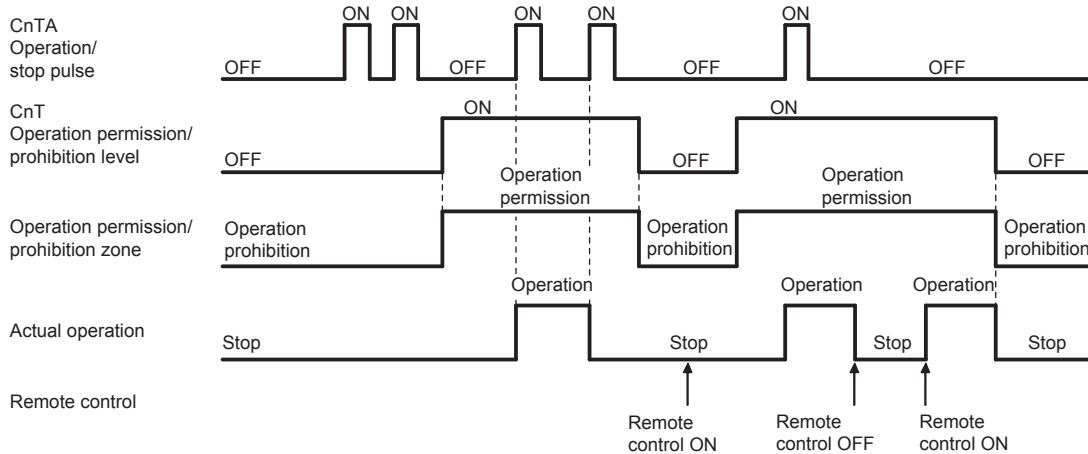 CnTA
Operation/
stop pulse
ON ON ON ON ON
OFF OFF OFF OFF
CnT
Operation permission/
prohibition level
ON ON
OFF OFF OFF
Operation permission/
prohibition zone
Operation
permission
Operation
permission
Operation
prohibition
Operation
prohibition
Operation
prohibition
Actual operation
Operation Operation Operation
Stop Stop Stop Stop
Remote control
Remote
control ON
Remote
control OFF
Remote
control ON